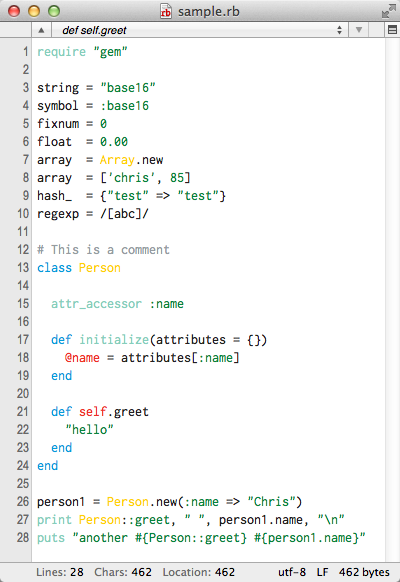 sample.rb
def self.greet
1 require "gem"
2
3 string = "base16"
4 symbol = :base16
5 fixnum = 0
6 float  = 0.00
7 array  = Array.new
8 array  = ['chris', 85]
9 hash_  = {"test" => "test"}
10 regexp = /[abc]/
11
12 # This is a comment
13 class Person
14
15   attr_accessor :name
16
17   def initialize(attributes = {})
18     @name = attributes[:name]
19   end
20
21   def self.greet
22     "hello"
23   end
24 end
25
26 person1 = Person.new(:name => "Chris")
27 print Person::greet, " ", person1.name, "\n"
28 puts "another #{Person::greet} #{person1.name}"
Lines: 28 Chars: 462 Location: 462 utf-8 LF 462 bytes